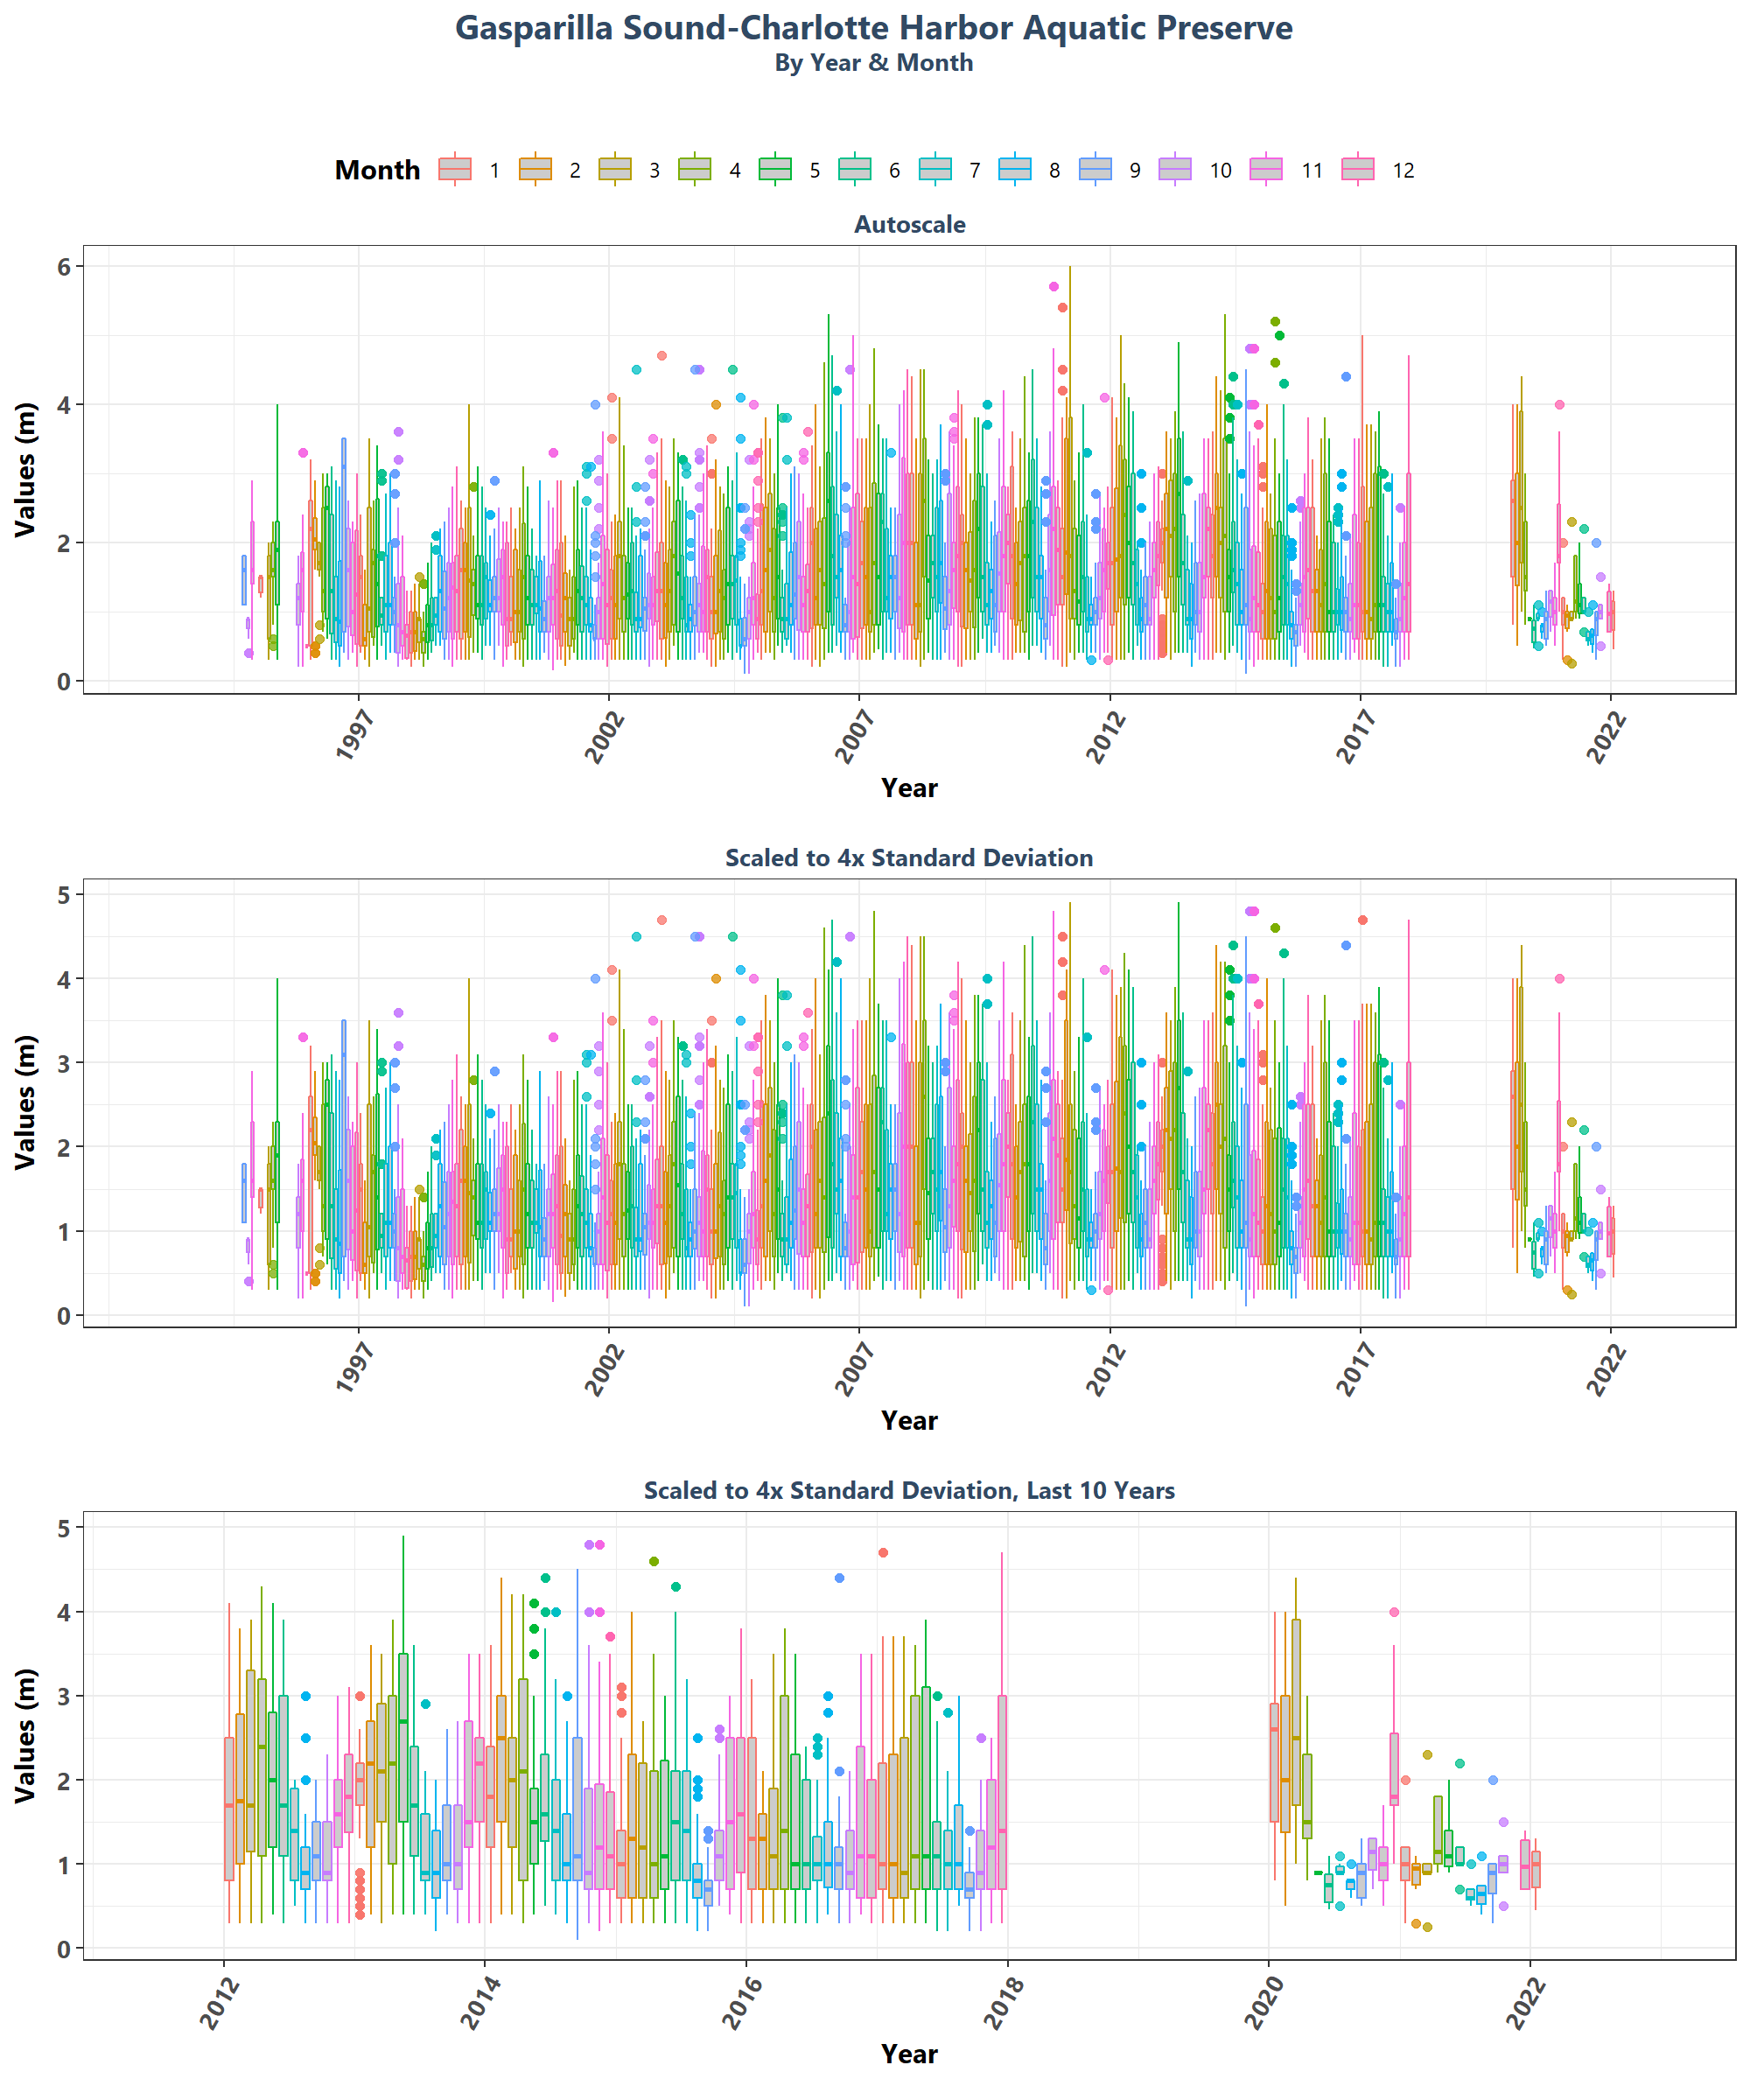 Gasparilla Sound-Charlotte Harbor Aquatic Preserve
By Year & Month
Month 1 2 3 4 5 6 7 8 9 10 11 12
Autoscale
Values (m)
6
4
2
0
1997 2002 2007 2012 2017 2022
Year
Scaled to 4x Standard Deviation
Values (m)
5
4
3
2
1
0
1997 2002 2007 2012 2017 2022
Year
Scaled to 4x Standard Deviation, Last 10 Years
Values (m)
5
4
3
2
1
0
2012 2014 2016 2018 2020 2022
Year